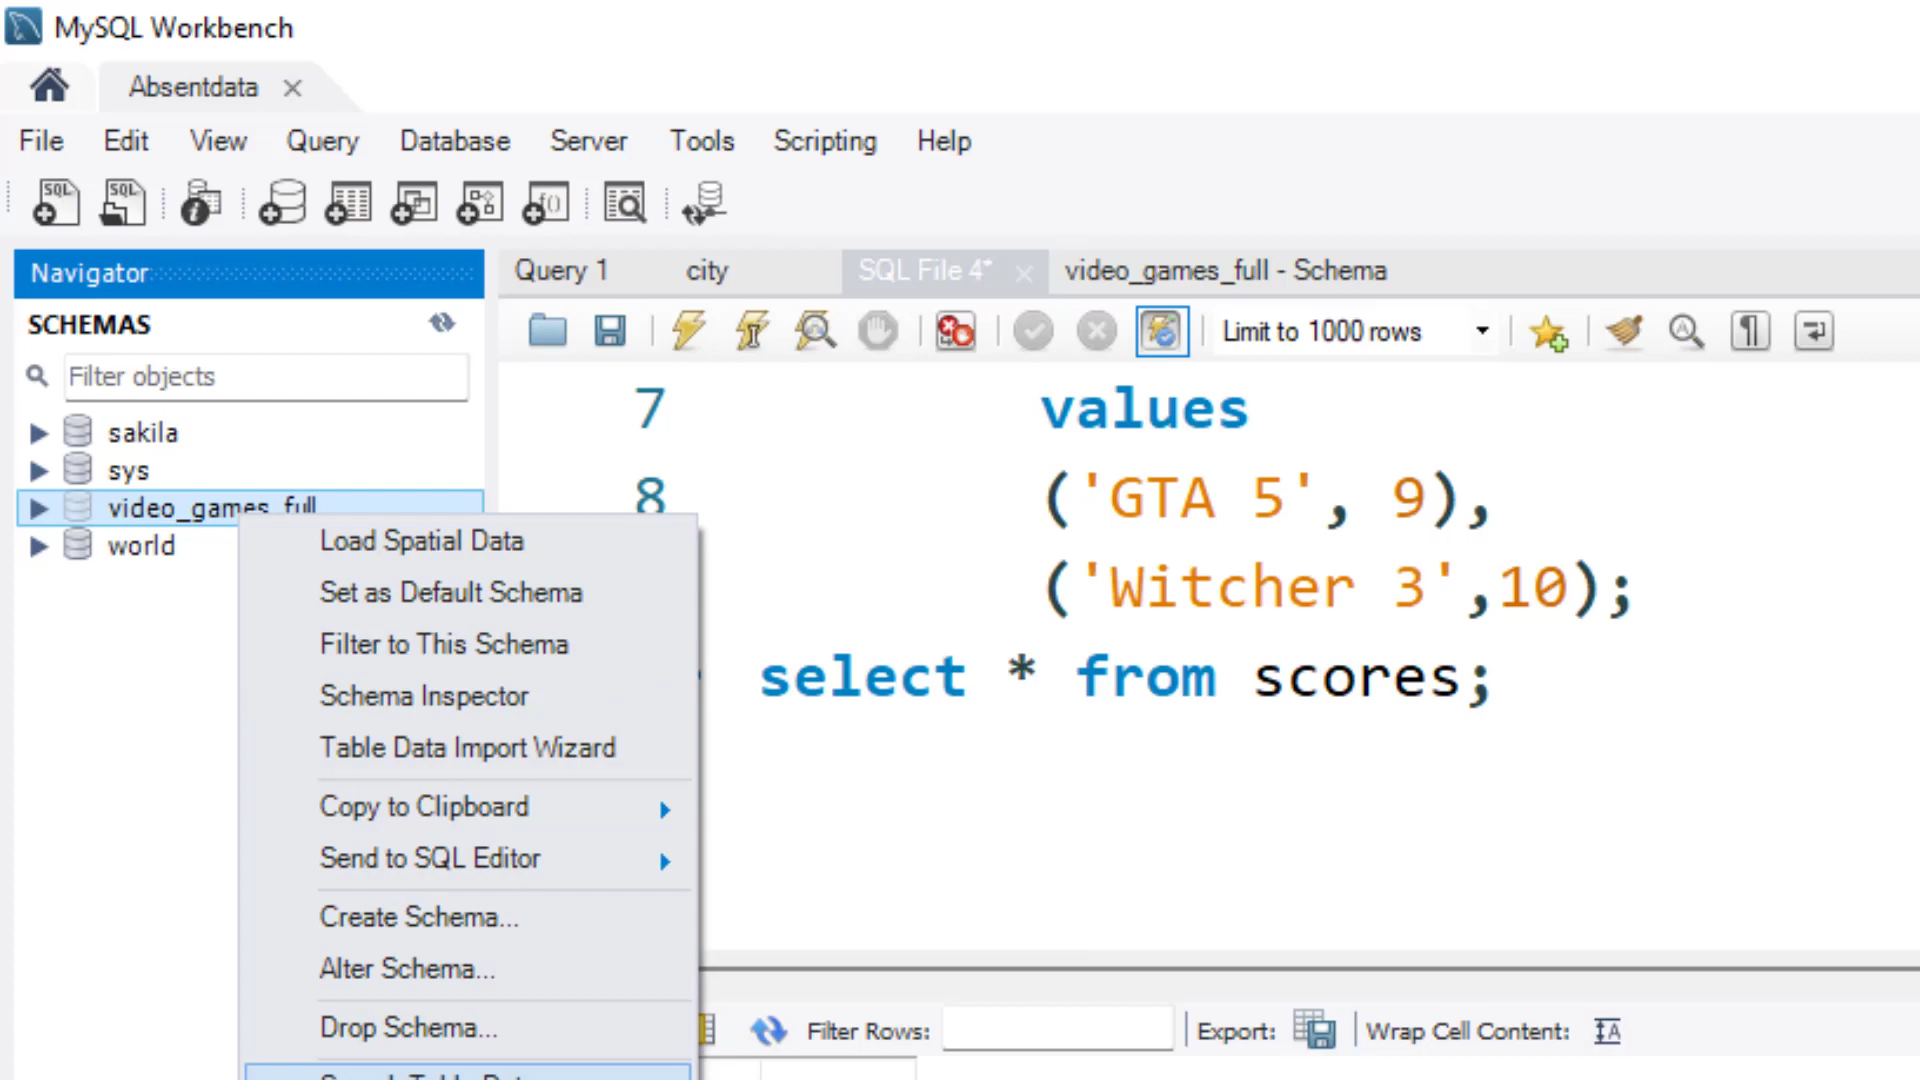 MySQL Workbench
Absentdata
File Edit View Query Database Server Tools Scripting Help
SQL SQL f()
Navigator
SCHEMAS
Filter objects
sakila
sys
video_games_full
world
Load Spatial Data
Set as Default Schema
Filter to This Schema
Schema Inspector
Table Data Import Wizard
Copy to Clipboard
Send to SQL Editor
Create Schema...
Alter Schema...
Drop Schema...
Query 1 city SQL File 4* video_games_full - Schema
Limit to 1000 rows
7 values
8 ('GTA 5', 9),
('Witcher 3',10);
select * from scores;
Filter Rows: Export: Wrap Cell Content: